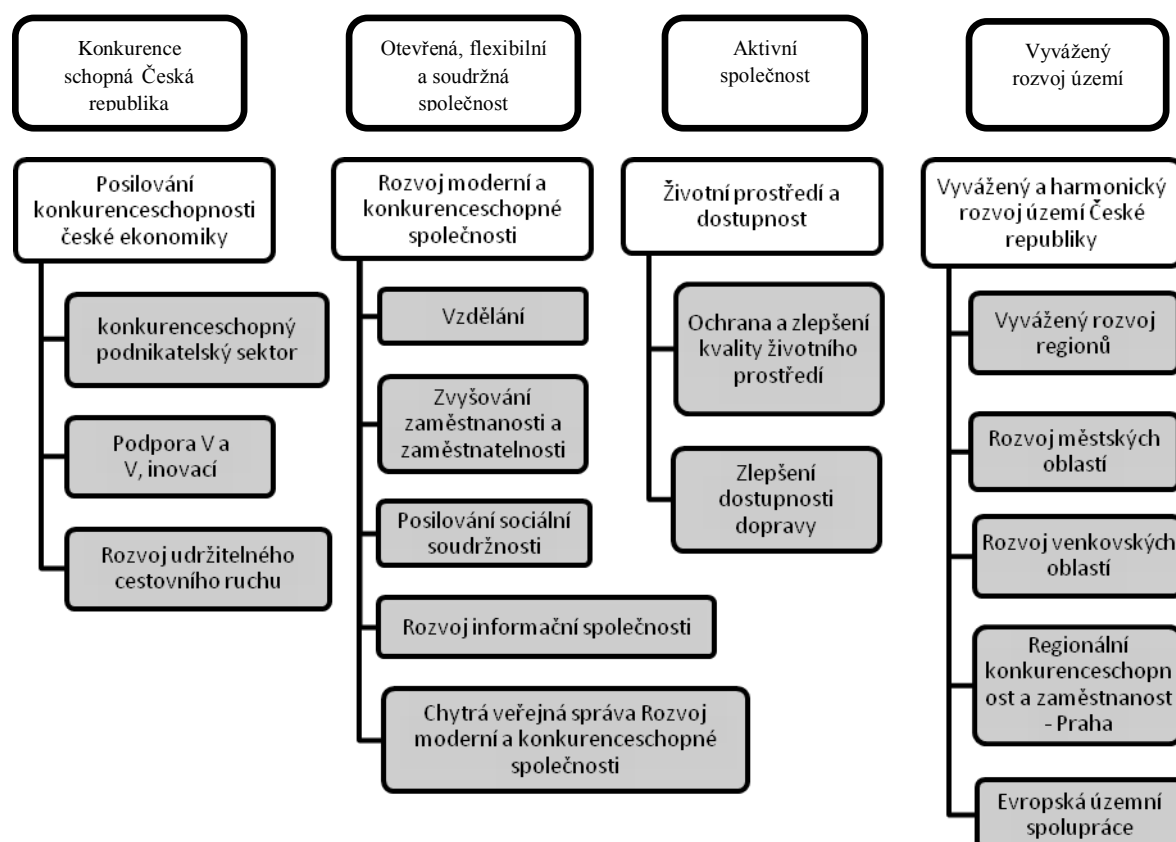 Konkurence
schopná Česká
republika
Otevřená, flexibilní
a soudržná
společnost
Aktivní
společnost
Vyvážený
rozvoj území
Posilování
konkurenceschopnosti
české ekonomiky
konkurenceschopný
podnikatelský sektor
Podpora V a
V, inovací
Rozvoj udržitelného
cestovního ruchu
Rozvoj moderní a
konkurenceschopné
společnosti
Vzdělání
Zvyšování
zaměstnanosti a
zaměstnatelnosti
Posilování sociální
soudržnosti
Rozvoj informační společnosti
Chytrá veřejná správa Rozvoj
moderní a konkurenceschopné
společnosti
Životní prostředí a
dostupnost
Ochrana a zlepšení
kvality životního
prostředí
Zlepšení
dostupnosti
dopravy
Vyvážený a harmonický
rozvoj území České
republiky
Vyvážený rozvoj
regionů
Rozvoj městských
oblastí
Rozvoj venkovských
oblastí
Regionální
konkurenceschopn
ost a zaměstnanost
- Praha
Evropská územní
spolupráce